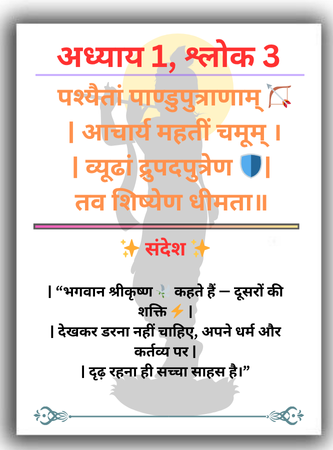 अध्याय 1, श्लोक 3
पश्यैतां पाण्डुपुत्राणाम् 🏹
| आचार्य महतीं चमूम् ।
| व्यूढां द्रुपदपुत्रेण 🛡️|
तव शिष्येण धीमता॥
✨ संदेश ✨
| “भगवान श्रीकृष्ण कहते हैं — दूसरों की
शक्ति ⚡ |
| देखकर डरना नहीं चाहिए, अपने धर्म और
कर्तव्य पर |
| दृढ़ रहना ही सच्चा साहस है।”